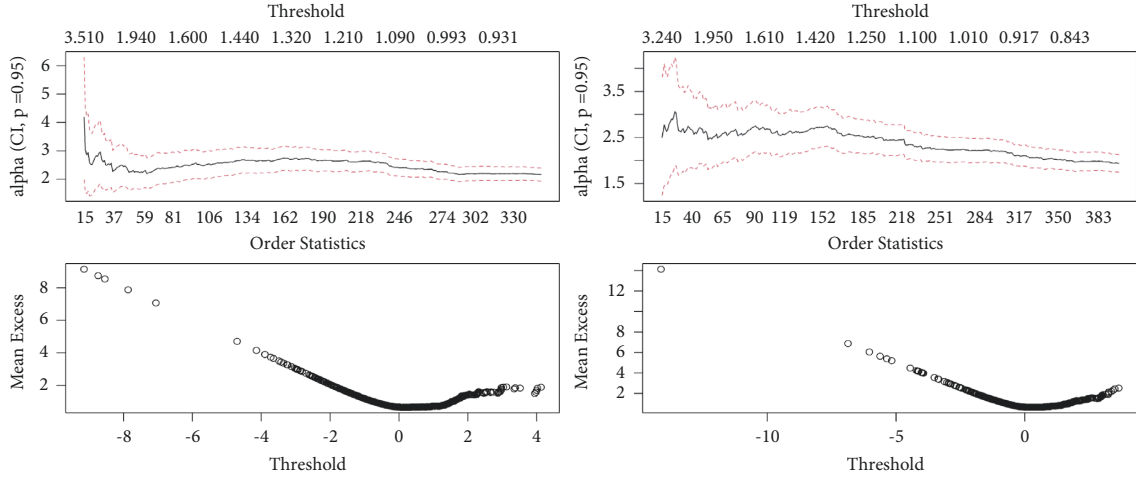 Threshold
3.510 1.940 1.600 1.440 1.320 1.210 1.090 0.993 0.931
alpha (CI, p =0.95)
6
5
4
3
2
15 37 59 81 106 134 162 190 218 246 274 302 330
Order Statistics
Threshold
3.240 1.950 1.610 1.420 1.250 1.100 1.010 0.917 0.843
alpha (CI, p =0.95)
3.5
2.5
1.5
15 40 65 90 119 152 185 218 251 284 317 350 383
Order Statistics
Mean Excess
8
6
4
2
-8 -6 -4 -2 0 2 4
Threshold
Mean Excess
12
10
8
6
4
2
-10 -5 0
Threshold